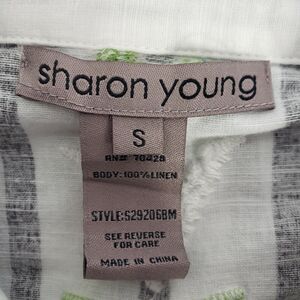 sharon young
S
RN# 70428
BODY: 100% LINEN
STYLE:S29206BM
SEE REVERSE
FOR CARE
MADE IN CHINA